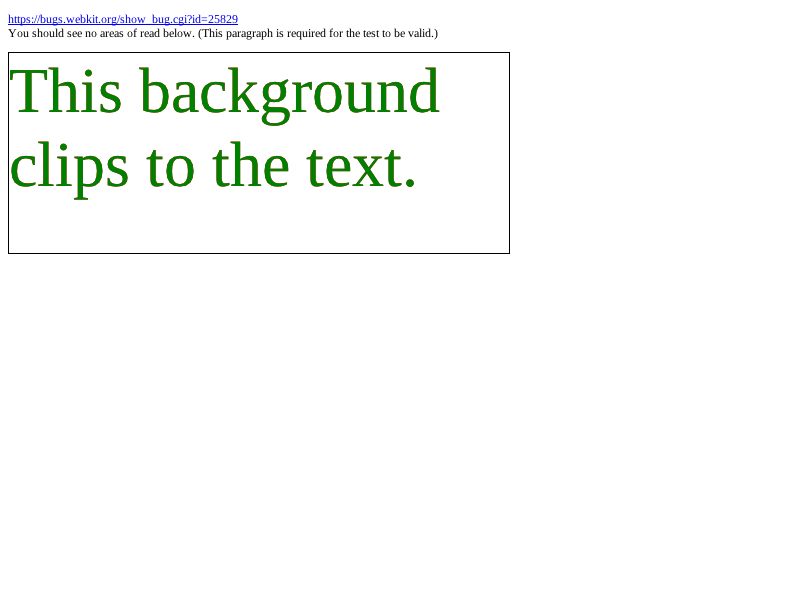 https://bugs.webkit.org/show_bug.cgi?id=25829
You should see no areas of read below. (This paragraph is required for the test to be valid.)
This background
clips to the text.